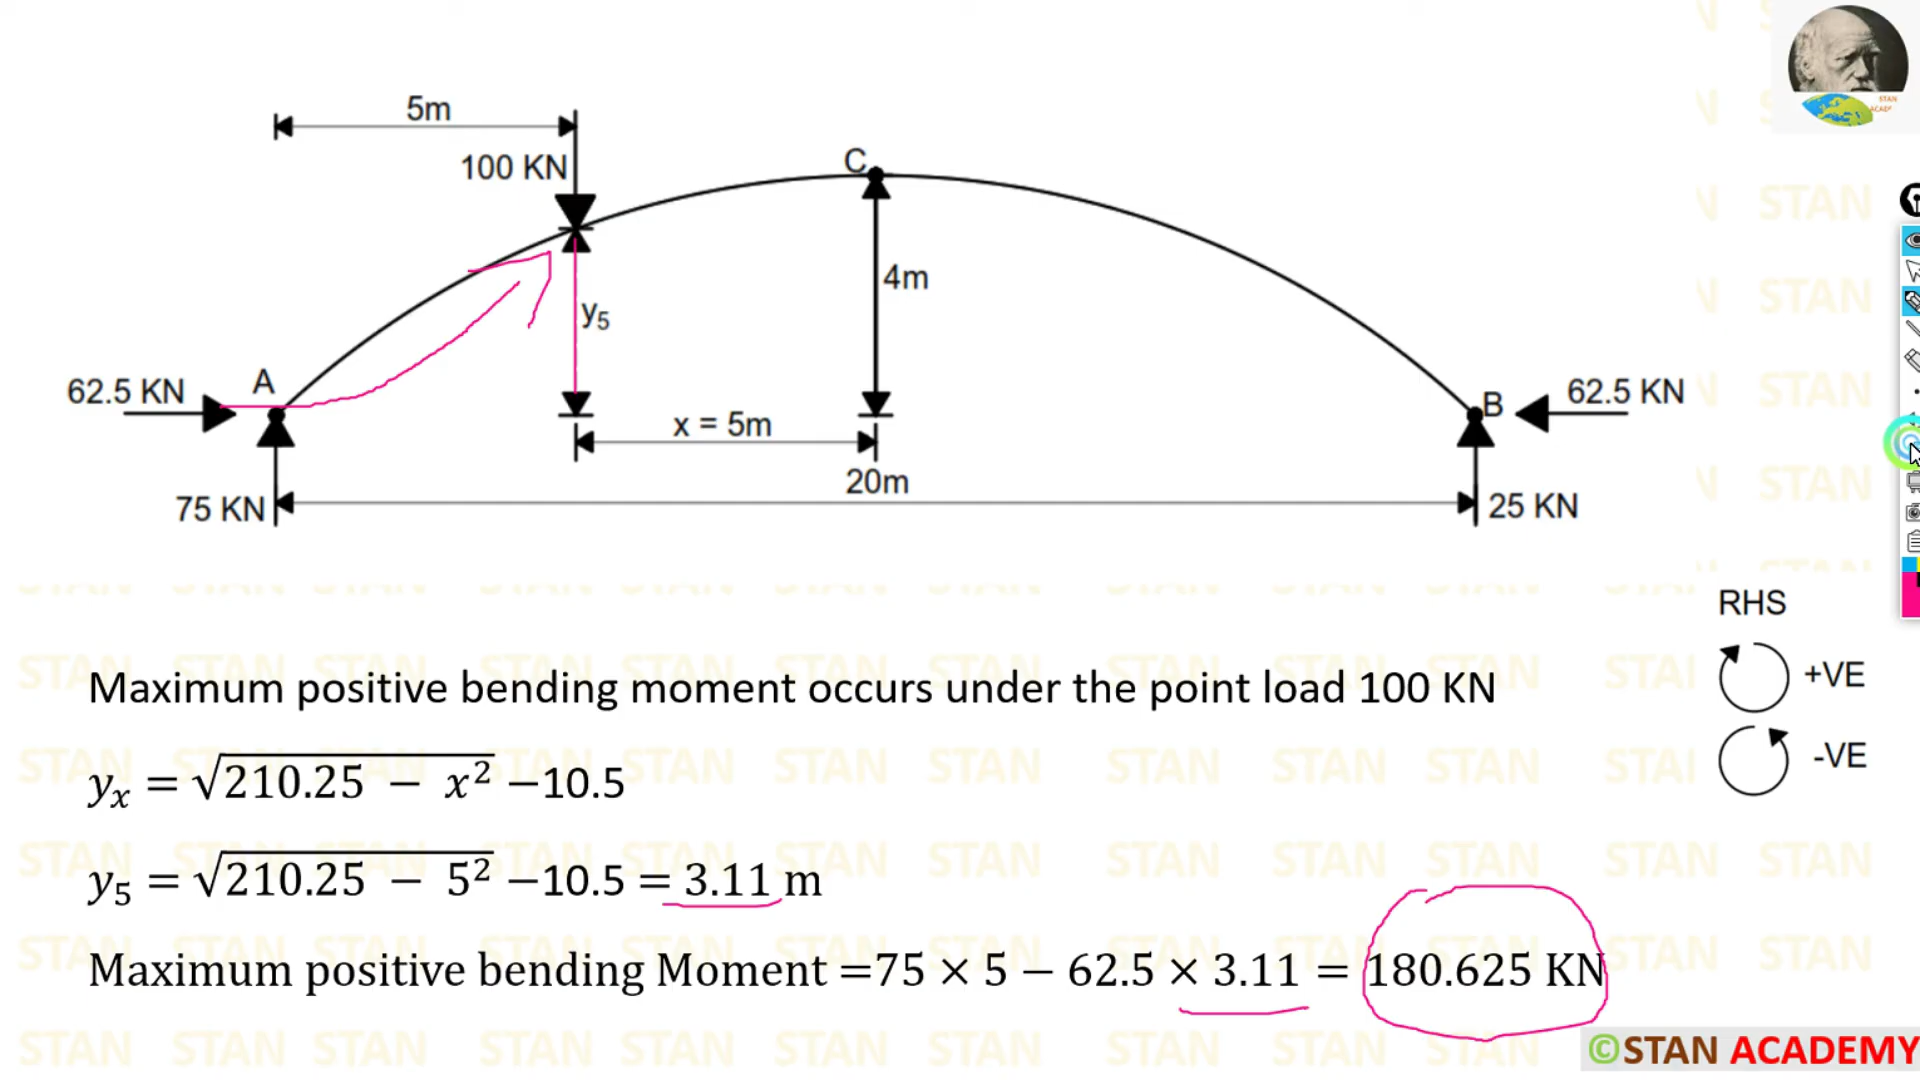 5m
100 KN
C
STAN
4m
y5
62.5 KN
A
x = 5m
B
62.5 KN
20m
75 KN
25 KN
RHS
+VE
-VE
Maximum positive bending moment occurs under the point load 100 KN
yₓ = √210.25 − x² −10.5
y₅ = √210.25 − 5² −10.5 = 3.11 m
Maximum positive bending Moment =75 × 5 − 62.5 × 3.11 = 180.625 KN
©STAN ACADEMY